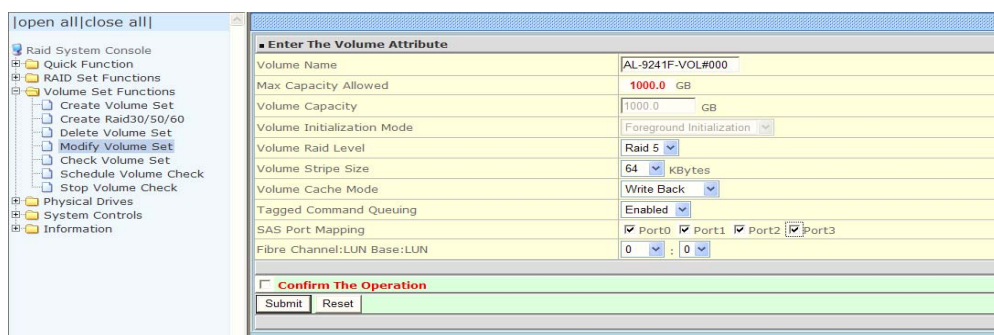 |open all|close all|
Raid System Console
Quick Function
RAID Set Functions
Volume Set Functions
Create Volume Set
Create Raid30/50/60
Delete Volume Set
Modify Volume Set
Check Volume Set
Schedule Volume Check
Stop Volume Check
Physical Drives
System Controls
Information
Enter The Volume Attribute
Volume Name AL-9241F-VOL#000
Max Capacity Allowed 1000.0 GB
Volume Capacity 1000.0 GB
Volume Initialization Mode Foreground Initialization
Volume Raid Level Raid 5
Volume Stripe Size 64 KBytes
Volume Cache Mode Write Back
Tagged Command Queuing Enabled
SAS Port Mapping Port0 Port1 Port2 Port3
Fibre Channel:LUN Base:LUN 0 : 0
Confirm The Operation
Submit Reset